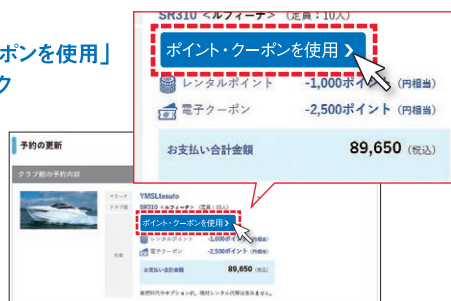 ポンを使用」
ク
SR310 <ルフィーナ> (定員：10人)
ポイント・クーポンを使用 >
レンタルポイント -1,000ポイント (円相当)
電子クーポン -2,500ポイント (円相当)
お支払い合計金額 89,650 (税込)
予約の更新
クラブ艇の予約内容
YMSLtenuto
SR310 <ルフィーナ> (定員：10人)
ポイント・クーポンを使用 >
レンタルポイント -1,000ポイント (円相当)
電子クーポン -2,500ポイント (円相当)
お支払い合計金額 89,650 (税込)